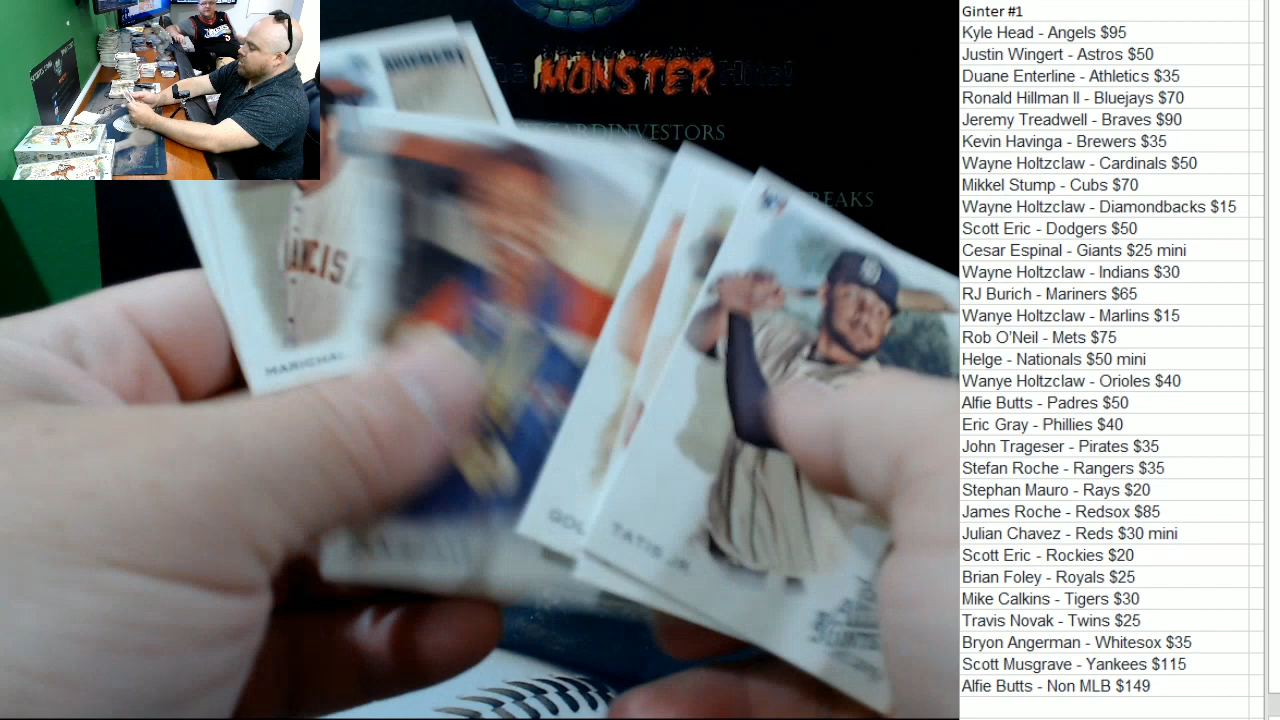 Ginter #1
Kyle Head - Angels $95
Justin Wingert - Astros $50
Duane Enterline - Athletics $35
Ronald Hillman ll - Bluejays $70
Jeremy Treadwell - Braves $90
Kevin Havinga - Brewers $35
Wayne Holtzclaw - Cardinals $50
Mikkel Stump - Cubs $70
Wayne Holtzclaw - Diamondbacks $15
Scott Eric - Dodgers $50
Cesar Espinal - Giants $25 mini
Wayne Holtzclaw - Indians $30
RJ Burich - Mariners $65
Wanye Holtzclaw - Marlins $15
Rob O'Neil - Mets $75
Helge - Nationals $50 mini
Wanye Holtzclaw - Orioles $40
Alfie Butts - Padres $50
Eric Gray - Phillies $40
John Trageser - Pirates $35
Stefan Roche - Rangers $35
Stephan Mauro - Rays $20
James Roche - Redsox $85
Julian Chavez - Reds $30 mini
Scott Eric - Rockies $20
Brian Foley - Royals $25
Mike Calkins - Tigers $30
Travis Novak - Twins $25
Bryon Angerman - Whitesox $35
Scott Musgrave - Yankees $115
Alfie Butts - Non MLB $149
MONSTER
CARDINVESTORS
BREAKS
ANCISC
MARICHAL
GOL
TATIS JR